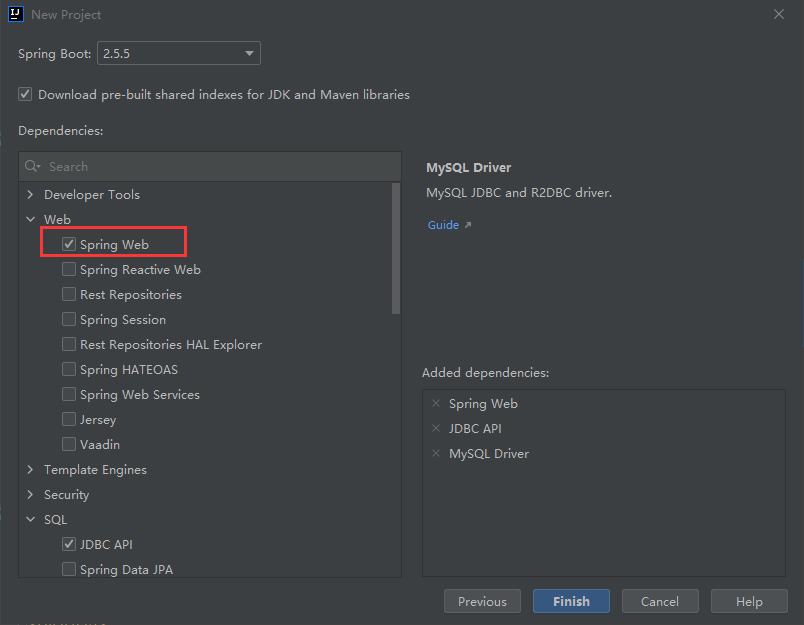 New Project
Spring Boot: 2.5.5
Download pre-built shared indexes for JDK and Maven libraries
Dependencies:
Search
Developer Tools
Web
Spring Web
Spring Reactive Web
Rest Repositories
Spring Session
Rest Repositories HAL Explorer
Spring HATEOAS
Spring Web Services
Jersey
Vaadin
Template Engines
Security
SQL
JDBC API
Spring Data JPA
MySQL Driver
MySQL JDBC and R2DBC driver.
Guide
Added dependencies:
Spring Web
JDBC API
MySQL Driver
Previous Finish Cancel Help